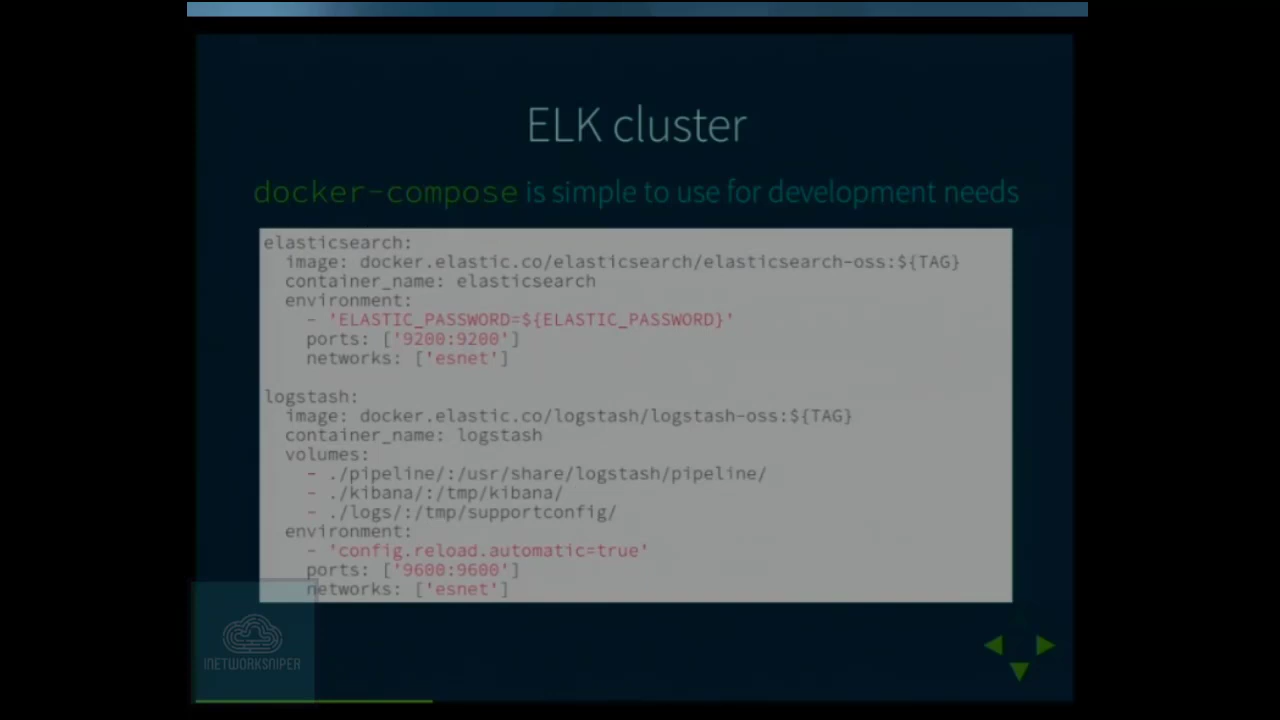 ELK cluster
docker-compose is simple to use for development needs
elasticsearch:
  image: docker.elastic.co/elasticsearch/elasticsearch-oss:${TAG}
  container_name: elasticsearch
  environment:
    - 'ELASTIC_PASSWORD=${ELASTIC_PASSWORD}'
    ports: ['9200:9200']
    networks: ['esnet']
logstash:
  image: docker.elastic.co/logstash/logstash-oss:${TAG}
  container_name: logstash
  volumes:
    - ./pipeline/:/usr/share/logstash/pipeline/
    - ./kibana/:/tmp/kibana/
    - ./logs/:/tmp/supportconfig/
  environment:
    - 'config.reload.automatic=true'
    ports: ['9600:9600']
    networks: ['esnet']
INETWORKSNIPER